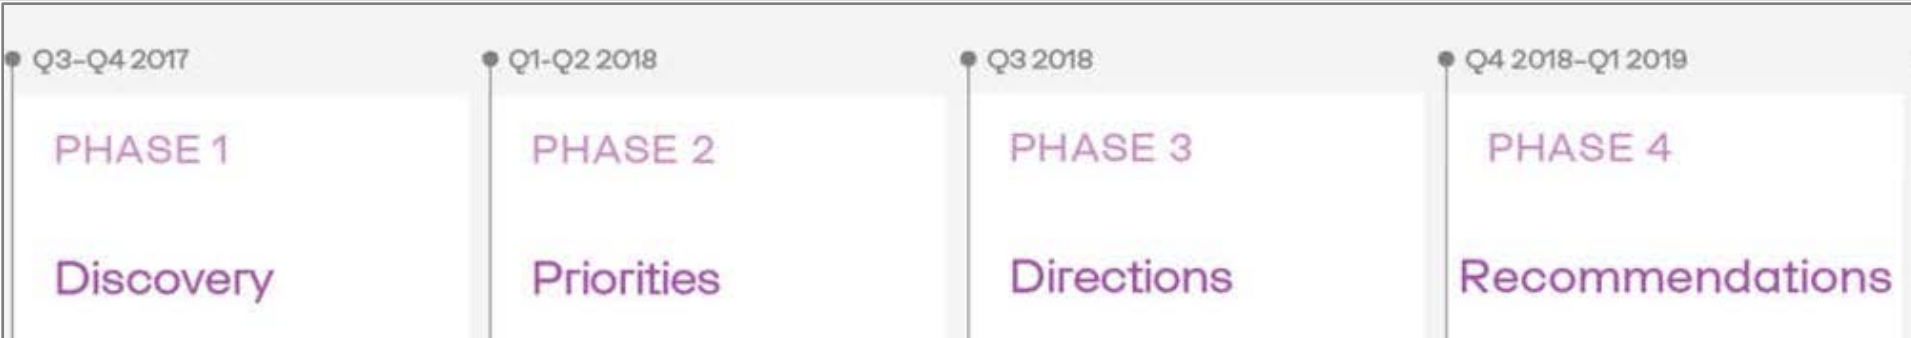 Q3–Q4 2017
PHASE 1
Discovery
Q1-Q2 2018
PHASE 2
Priorities
Q3 2018
PHASE 3
Directions
Q4 2018–Q1 2019
PHASE 4
Recommendations